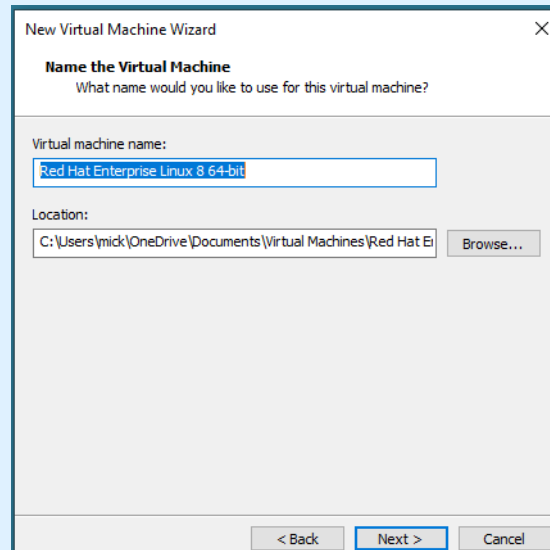 New Virtual Machine Wizard
Name the Virtual Machine
What name would you like to use for this virtual machine?
Virtual machine name:
Red Hat Enterprise Linux 8 64-bit
Location:
C:\Users\mick\OneDrive\Documents\Virtual Machines\Red Hat
Browse...
< Back Next > Cancel